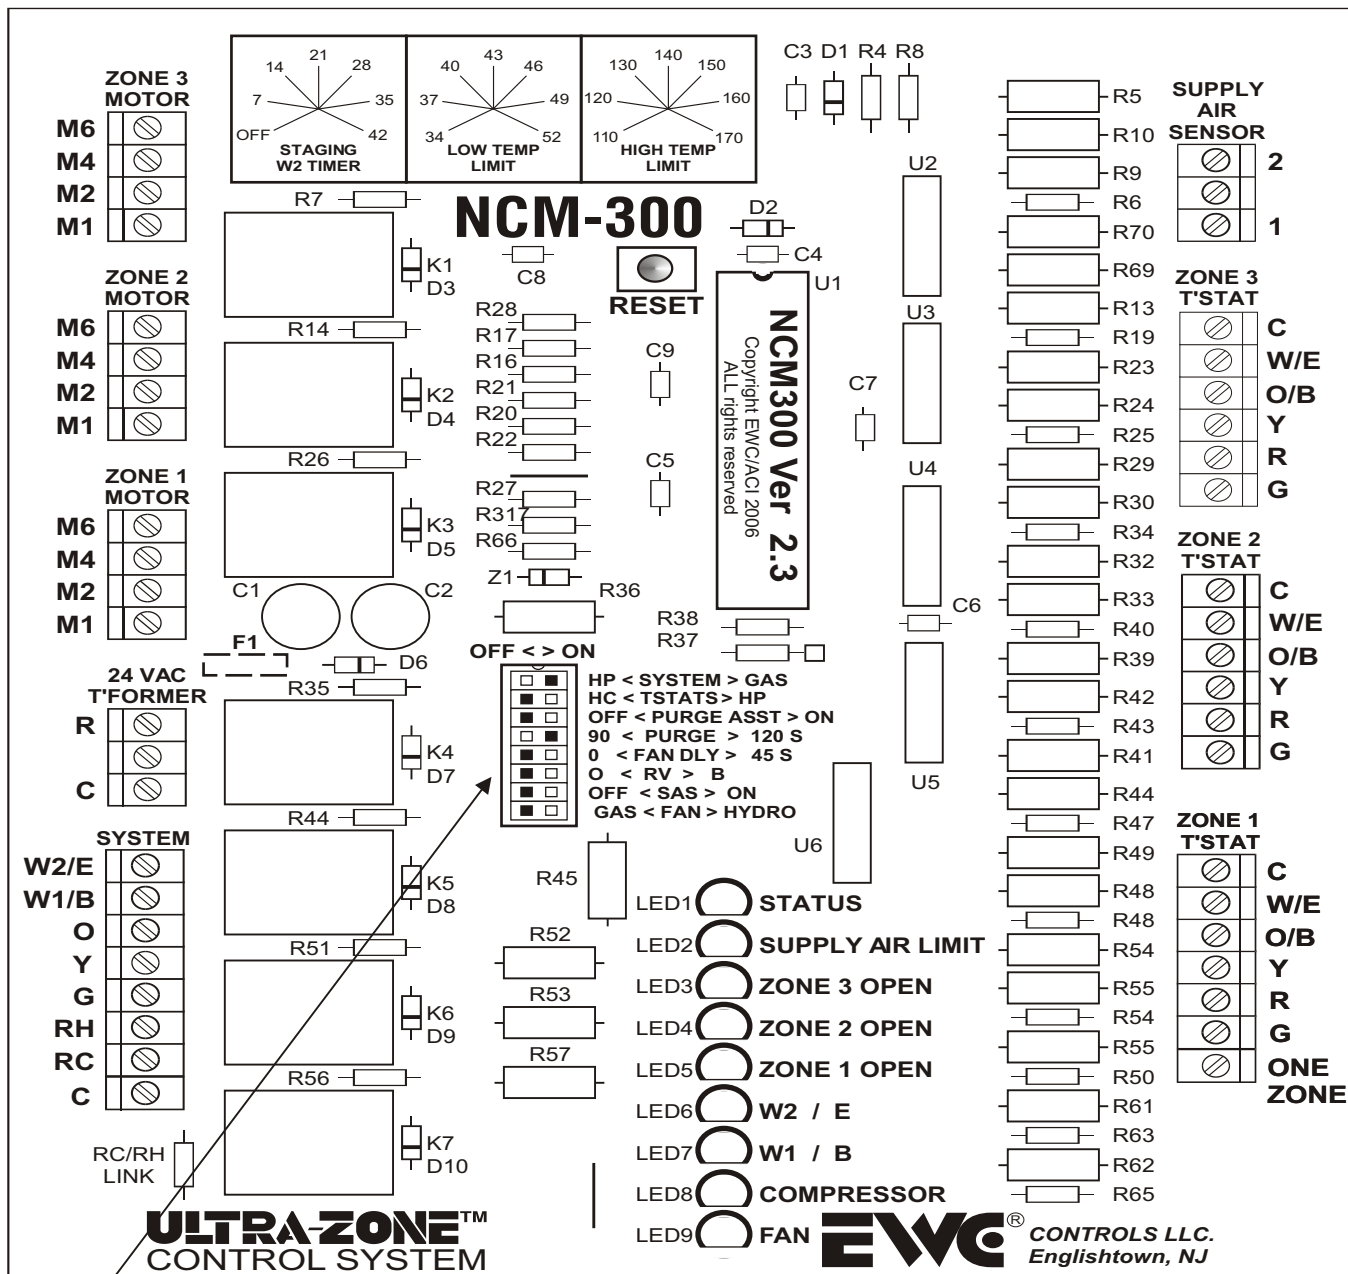 ZONE 3
MOTOR
M6
M4
M2
M1
ZONE 2
MOTOR
M6
M4
M2
M1
ZONE 1
MOTOR
M6
M4
M2
M1
F1
24 VAC
T'FORMER
R
C
SYSTEM
W2/E
W1/B
O
Y
G
RH
RC
C
RC/RH
LINK
OFF 7 14 21 28 35 42
STAGING
W2 TIMER
34 37 40 43 46 49 52
LOW TEMP
LIMIT
110 120 130 140 150 160 170
HIGH TEMP
LIMIT
NCM-300
R7
K1
D3
R14
K2
D4
R26
K3
D5
C1
C2
D6
R35
K4
D7
R44
K5
D8
R51
K6
D9
R56
K7
D10
C8
RESET
R28
R17
R16
R21
R20
R22
R27
R317
R66
Z1
R36
C9
C5
R38
R37
D2
C4
U1
NCM300 Ver 2.3
Copyright EWC/ACI 2006
ALL rights reserved
OFF < > ON
HP < SYSTEM > GAS
HC < TSTATS > HP
OFF < PURGE ASST > ON
90 < PURGE > 120 S
0 < FAN DLY > 45 S
O < RV > B
OFF < SAS > ON
GAS < FAN > HYDRO
R45
R52
R53
R57
LED1 STATUS
LED2 SUPPLY AIR LIMIT
LED3 ZONE 3 OPEN
LED4 ZONE 2 OPEN
LED5 ZONE 1 OPEN
LED6 W2 / E
LED7 W1 / B
LED8 COMPRESSOR
LED9 FAN
C3 D1 R4 R8
U2
U3
C7
U4
C6
U5
U6
R5
R10
R9
R6
R70
R69
R13
R19
R23
R24
R25
R29
R30
R34
R32
R33
R40
R39
R42
R43
R41
R44
R47
R49
R48
R48
R54
R55
R54
R55
R50
R61
R63
R62
R65
SUPPLY
AIR
SENSOR
2
1
ZONE 3
T'STAT
C
W/E
O/B
Y
R
G
ZONE 2
T'STAT
C
W/E
O/B
Y
R
G
ZONE 1
T'STAT
C
W/E
O/B
Y
R
G
ONE
ZONE
ULTRA-ZONE™
CONTROL SYSTEM
EWC®
CONTROLS LLC.
Englishtown, NJ